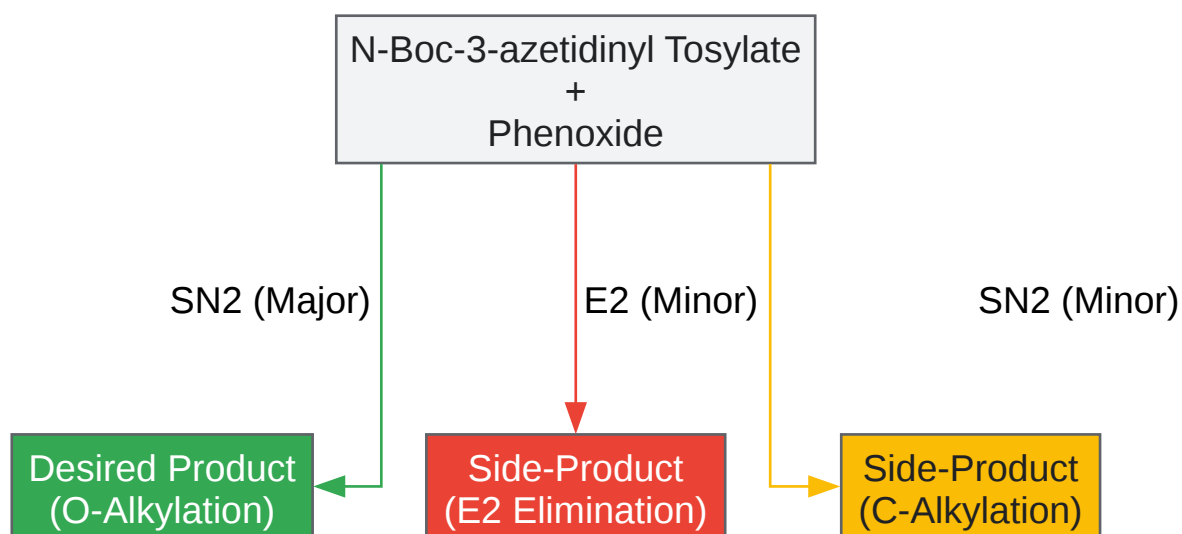 N-Boc-3-azetidinyl Tosylate
+
Phenoxide
SN2 (Major)
E2 (Minor)
SN2 (Minor)
Desired Product
(O-Alkylation)
Side-Product
(E2 Elimination)
Side-Product
(C-Alkylation)